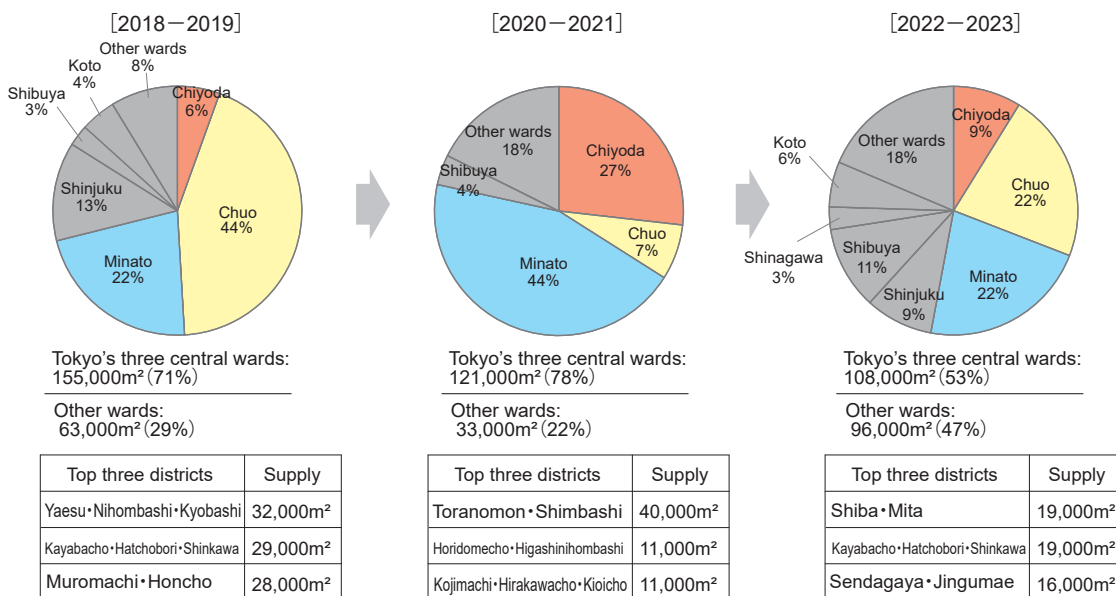 [2018－2019]
Other wards
8%
Koto
4%
Shibuya
3%
Chiyoda
6%
Shinjuku
13%
Chuo
44%
Minato
22%
Tokyo's three central wards:
155,000m²(71%)
Other wards:
63,000m²(29%)
Top three districts Supply
Yaesu・Nihombashi・Kyobashi 32,000m²
Kayabacho・Hatchobori・Shinkawa 29,000m²
Muromachi・Honcho 28,000m²
[2020－2021]
Other wards
18%
Chiyoda
27%
Shibuya
4%
Chuo
7%
Minato
44%
Tokyo's three central wards:
121,000m²(78%)
Other wards:
33,000m²(22%)
Top three districts Supply
Toranomon・Shimbashi 40,000m²
Horidomecho・Higashinihombashi 11,000m²
Kojimachi・Hirakawacho・Kioicho 11,000m²
[2022－2023]
Chiyoda
9%
Other wards
18%
Koto
6%
Chuo
22%
Shinagawa
3%
Shibuya
11%
Minato
22%
Shinjuku
9%
Tokyo's three central wards:
108,000m²(53%)
Other wards:
96,000m²(47%)
Top three districts Supply
Shiba・Mita 19,000m²
Kayabacho・Hatchobori・Shinkawa 19,000m²
Sendagaya・Jingumae 16,000m²